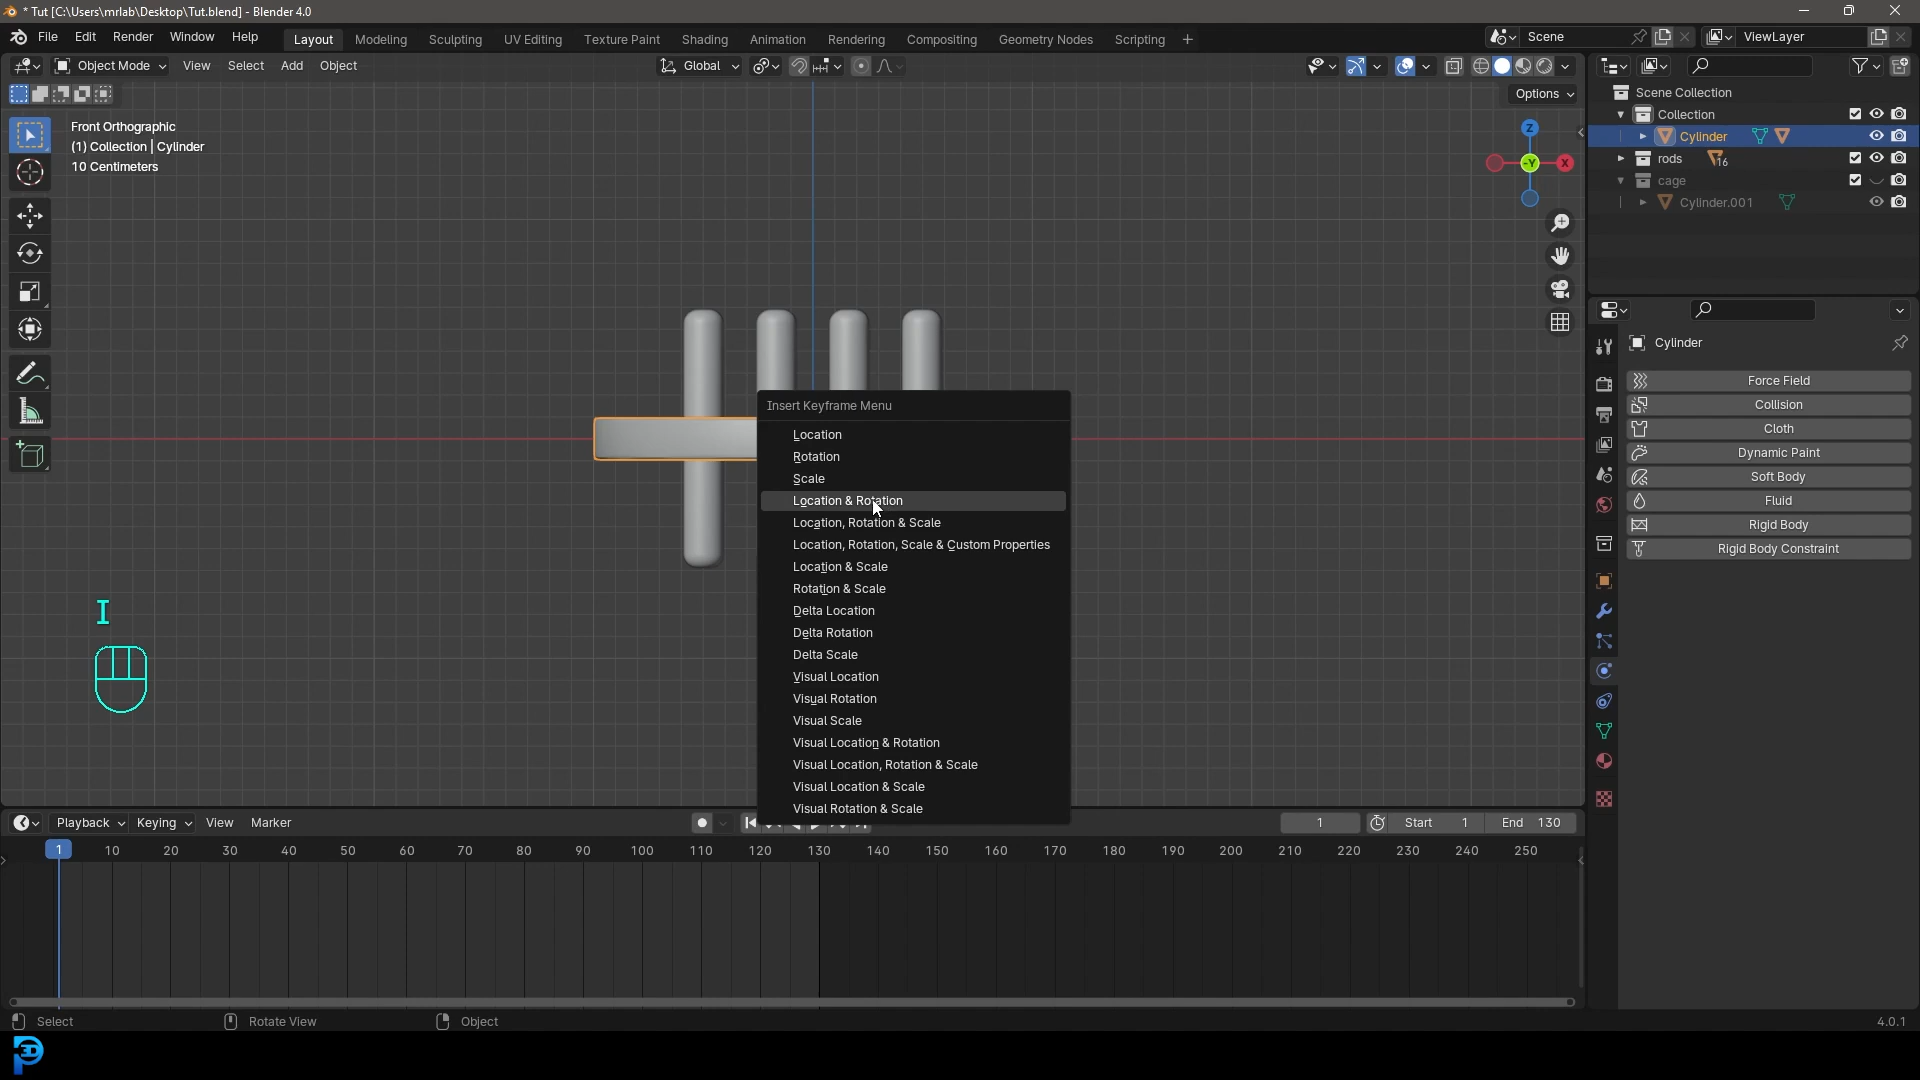 * Tut [C:\Users\mrlab\Desktop\Tut.blend] - Blender 4.0
File Edit Render Window Help Layout Modeling Sculpting UV Editing Texture Paint Shading Animation Rendering Compositing Geometry Nodes Scripting + Scene ViewLayer
Object Mode View Select Add Object Global
Options
Front Orthographic
(1) Collection | Cylinder
10 Centimeters
Z
-Y X
Scene Collection
Collection
Cylinder
rods 16
cage
Cylinder.001
Cylinder
Force Field
Collision
Cloth
Dynamic Paint
Soft Body
Fluid
Rigid Body
Rigid Body Constraint
Insert Keyframe Menu
Location
Rotation
Scale
Location & Rotation
Location, Rotation & Scale
Location, Rotation, Scale & Custom Properties
Location & Scale
Rotation & Scale
Delta Location
Delta Rotation
Delta Scale
Visual Location
Visual Rotation
Visual Scale
Visual Location & Rotation
Visual Location, Rotation & Scale
Visual Location & Scale
Visual Rotation & Scale
I
Playback Keying View Marker 1 Start 1 End 130
1 10 20 30 40 50 60 70 80 90 100 110 120 130 140 150 160 170 180 190 200 210 220 230 240 250
Select Rotate View Object 4.0.1